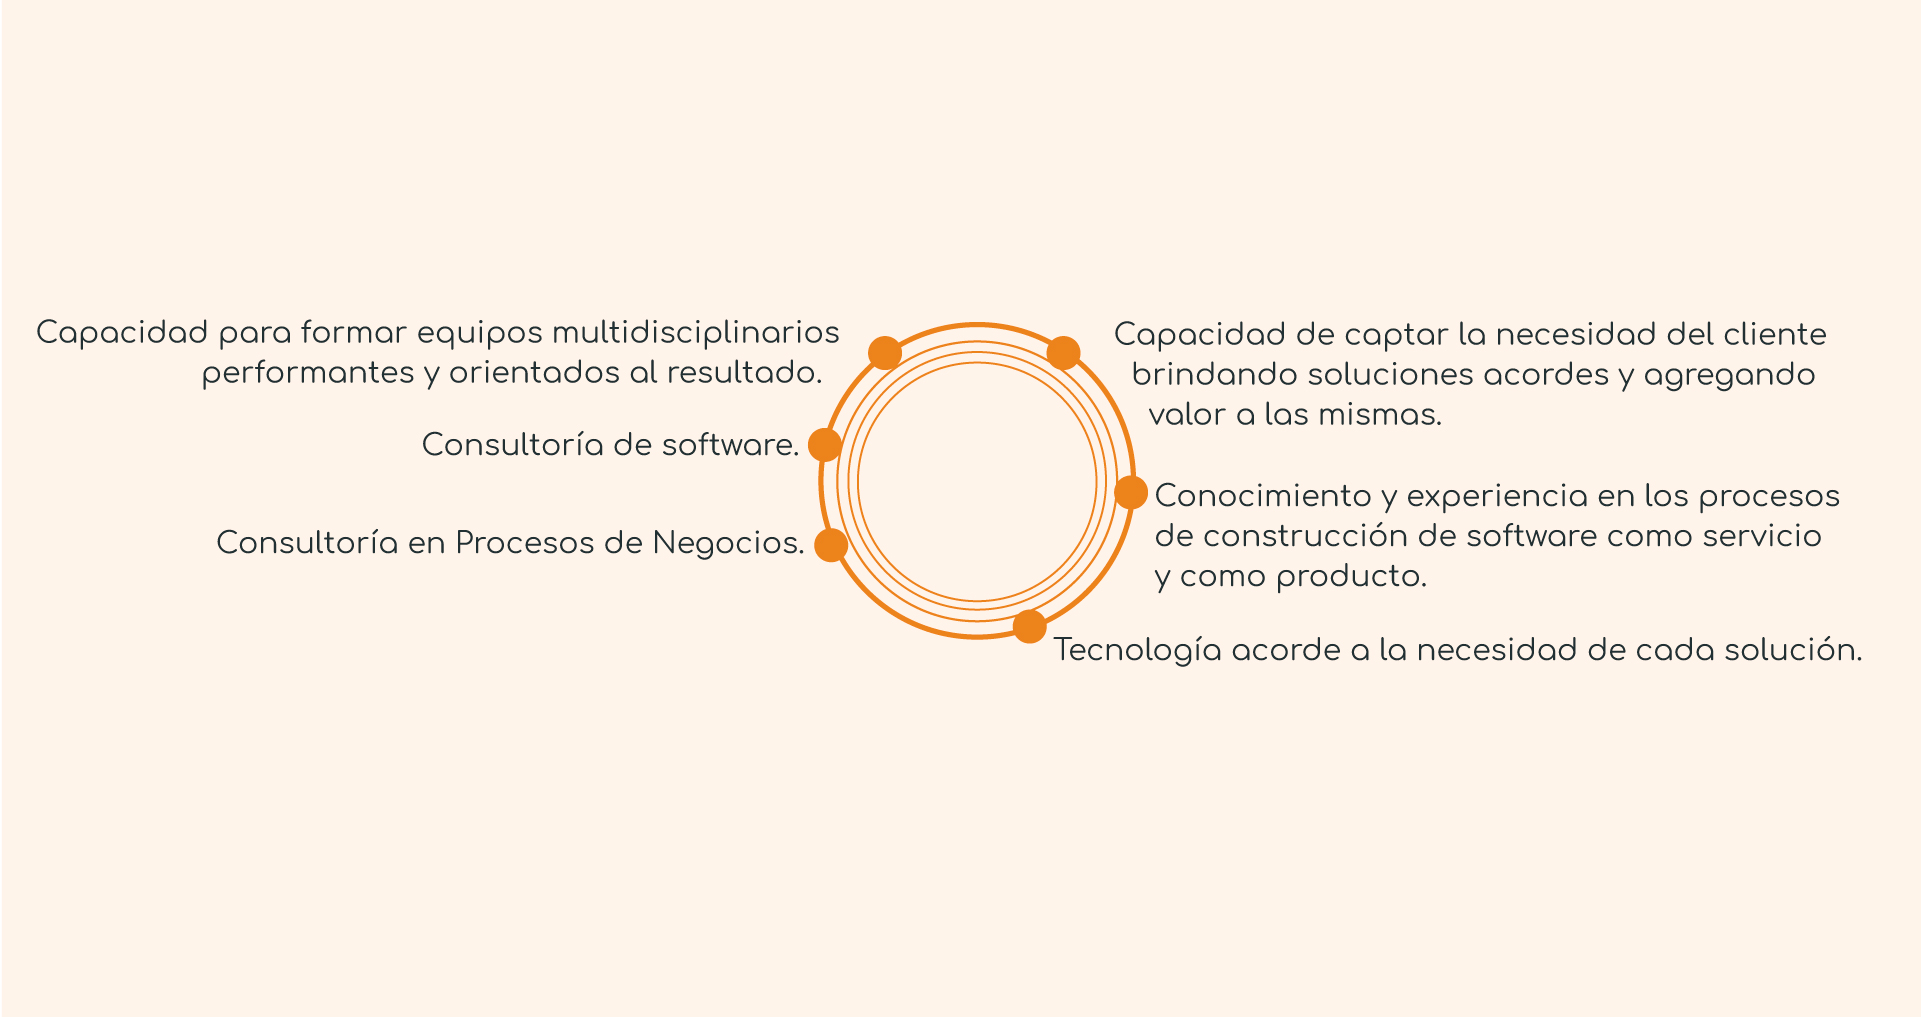 Capacidad para formar equipos multidisciplinarios
performantes y orientados al resultado.
Consultoría de software.
Consultoría en Procesos de Negocios.
Capacidad de captar la necesidad del cliente
brindando soluciones acordes y agregando
valor a las mismas.
Conocimiento y experiencia en los procesos
de construcción de software como servicio
y como producto.
Tecnología acorde a la necesidad de cada solución.